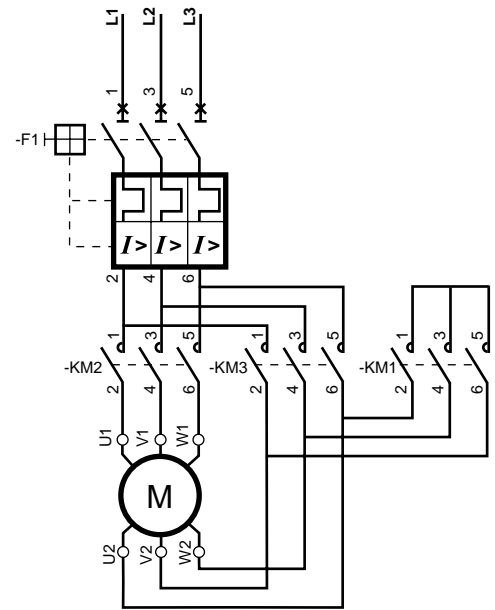 L1 L2 L3
1 3 5
-F1
I> I> I>
2 4 6
1 3 5 1 3 5 1 3 5
-KM2 -KM3 -KM1
2 4 6 2 4 6 2 4 6
U1 V1 W1
M
U2 V2 W2